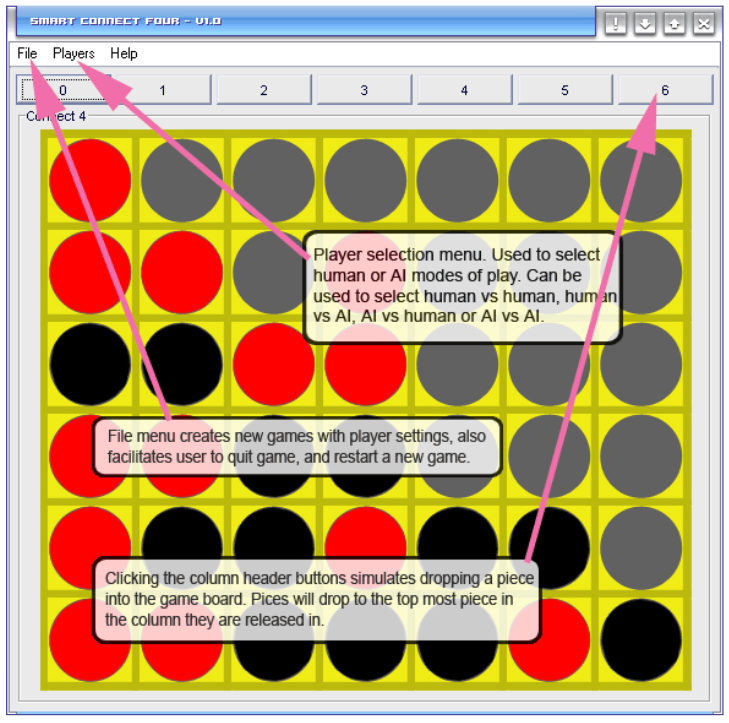 SMART CONNECT FOUR - V1.0
File Players Help
0 1 2 3 4 5 6
Connect 4
Player selection menu. Used to select
human or AI modes of play. Can be
used to select human vs human, human
vs AI, AI vs human or AI vs AI.
File menu creates new games with player settings, also
facilitates user to quit game, and restart a new game.
Clicking the column header buttons simulates dropping a piece
into the game board. Pices will drop to the top most piece in
the column they are released in.